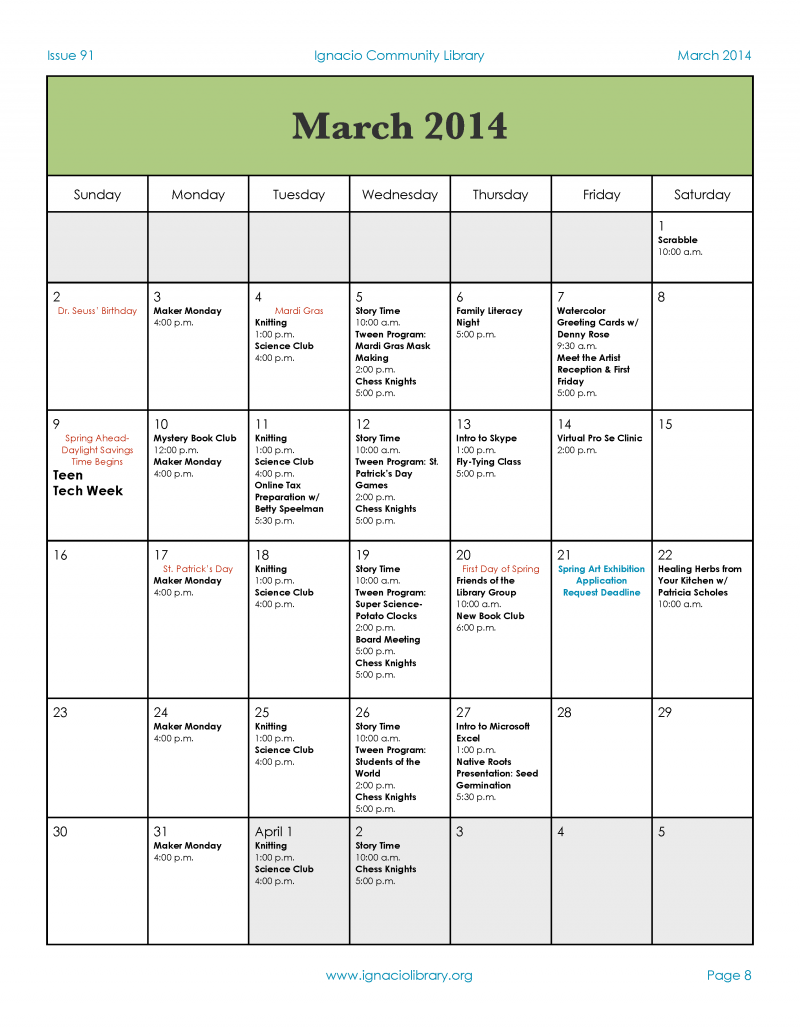 Issue 91
Ignacio Community Library
March 2014
March 2014
Sunday
Monday
Tuesday
Wednesday
Thursday
Friday
Saturday
1
Scrabble
10:00 a.m.
2
Dr. Seuss' Birthday
3
Maker Monday
4:00 p.m.
4
Mardi Gras
Knitting
1:00 p.m.
Science Club
4:00 p.m.
5
Story Time
10:00 a.m.
Tween Program:
Mardi Gras Mask
Making
2:00 p.m.
Chess Knights
5:00 p.m.
6
Family Literacy
Night
5:00 p.m.
7
Watercolor
Greeting Cards w/
Denny Rose
9:30 a.m.
Meet the Artist
Reception & First
Friday
5:00 p.m.
8
9
Spring Ahead-
Daylight Savings
Time Begins
Teen
Tech Week
10
Mystery Book Club
12:00 p.m.
Maker Monday
4:00 p.m.
11
Knitting
1:00 p.m.
Science Club
4:00 p.m.
Online Tax
Preparation w/
Betty Speelman
5:30 p.m.
12
Story Time
10:00 a.m.
Tween Program: St.
Patrick's Day
Games
2:00 p.m.
Chess Knights
5:00 p.m.
13
Intro to Skype
1:00 p.m.
Fly-Tying Class
5:00 p.m.
14
Virtual Pro Se Clinic
2:00 p.m.
15
16
17
St. Patrick's Day
Maker Monday
4:00 p.m.
18
Knitting
1:00 p.m.
Science Club
4:00 p.m.
19
Story Time
10:00 a.m.
Tween Program:
Super Science-
Potato Clocks
2:00 p.m.
Board Meeting
5:00 p.m.
Chess Knights
5:00 p.m.
20
First Day of Spring
Friends of the
Library Group
10:00 a.m.
New Book Club
6:00 p.m.
21
Spring Art Exhibition
Application
Request Deadline
22
Healing Herbs from
Your Kitchen w/
Patricia Scholes
10:00 a.m.
23
24
Maker Monday
4:00 p.m.
25
Knitting
1:00 p.m.
Science Club
4:00 p.m.
26
Story Time
10:00 a.m.
Tween Program:
Students of the
World
2:00 p.m.
Chess Knights
5:00 p.m.
27
Intro to Microsoft
Excel
1:00 p.m.
Native Roots
Presentation: Seed
Germination
5:30 p.m.
28
29
30
31
Maker Monday
4:00 p.m.
April 1
Knitting
1:00 p.m.
Science Club
4:00 p.m.
2
Story Time
10:00 a.m.
Chess Knights
5:00 p.m.
3
4
5
www.ignaciolibrary.org
Page 8